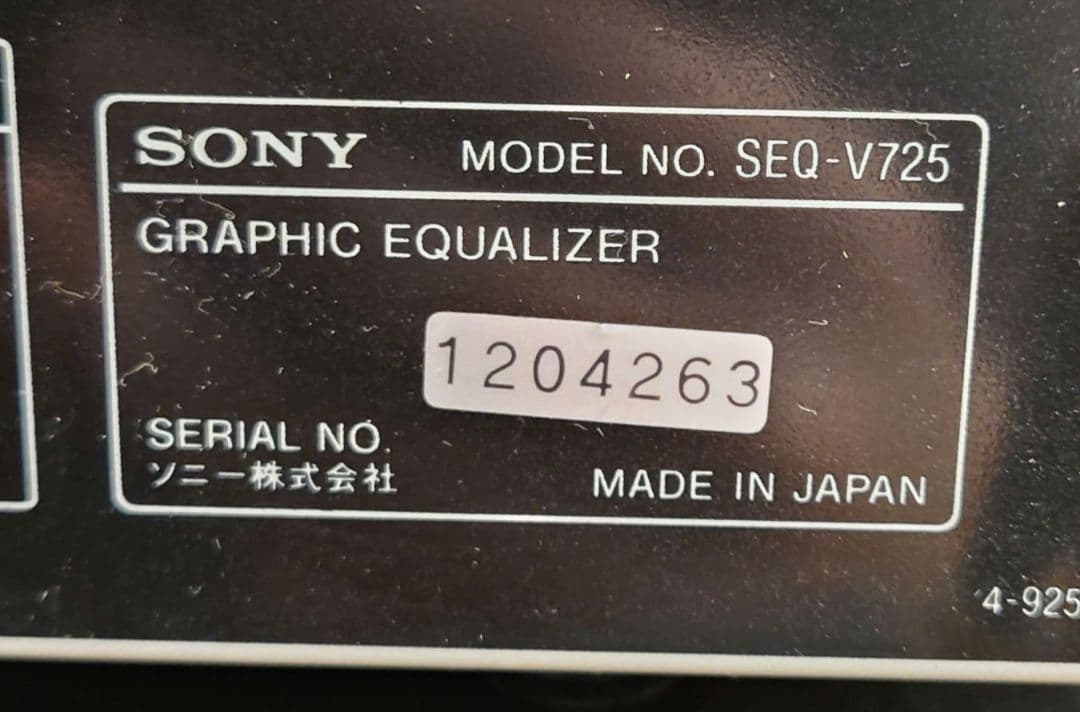 SONY MODEL NO. SEQ-V725
GRAPHIC EQUALIZER
1204263
SERIAL NO.
ソニー株式会社
MADE IN JAPAN
4-925